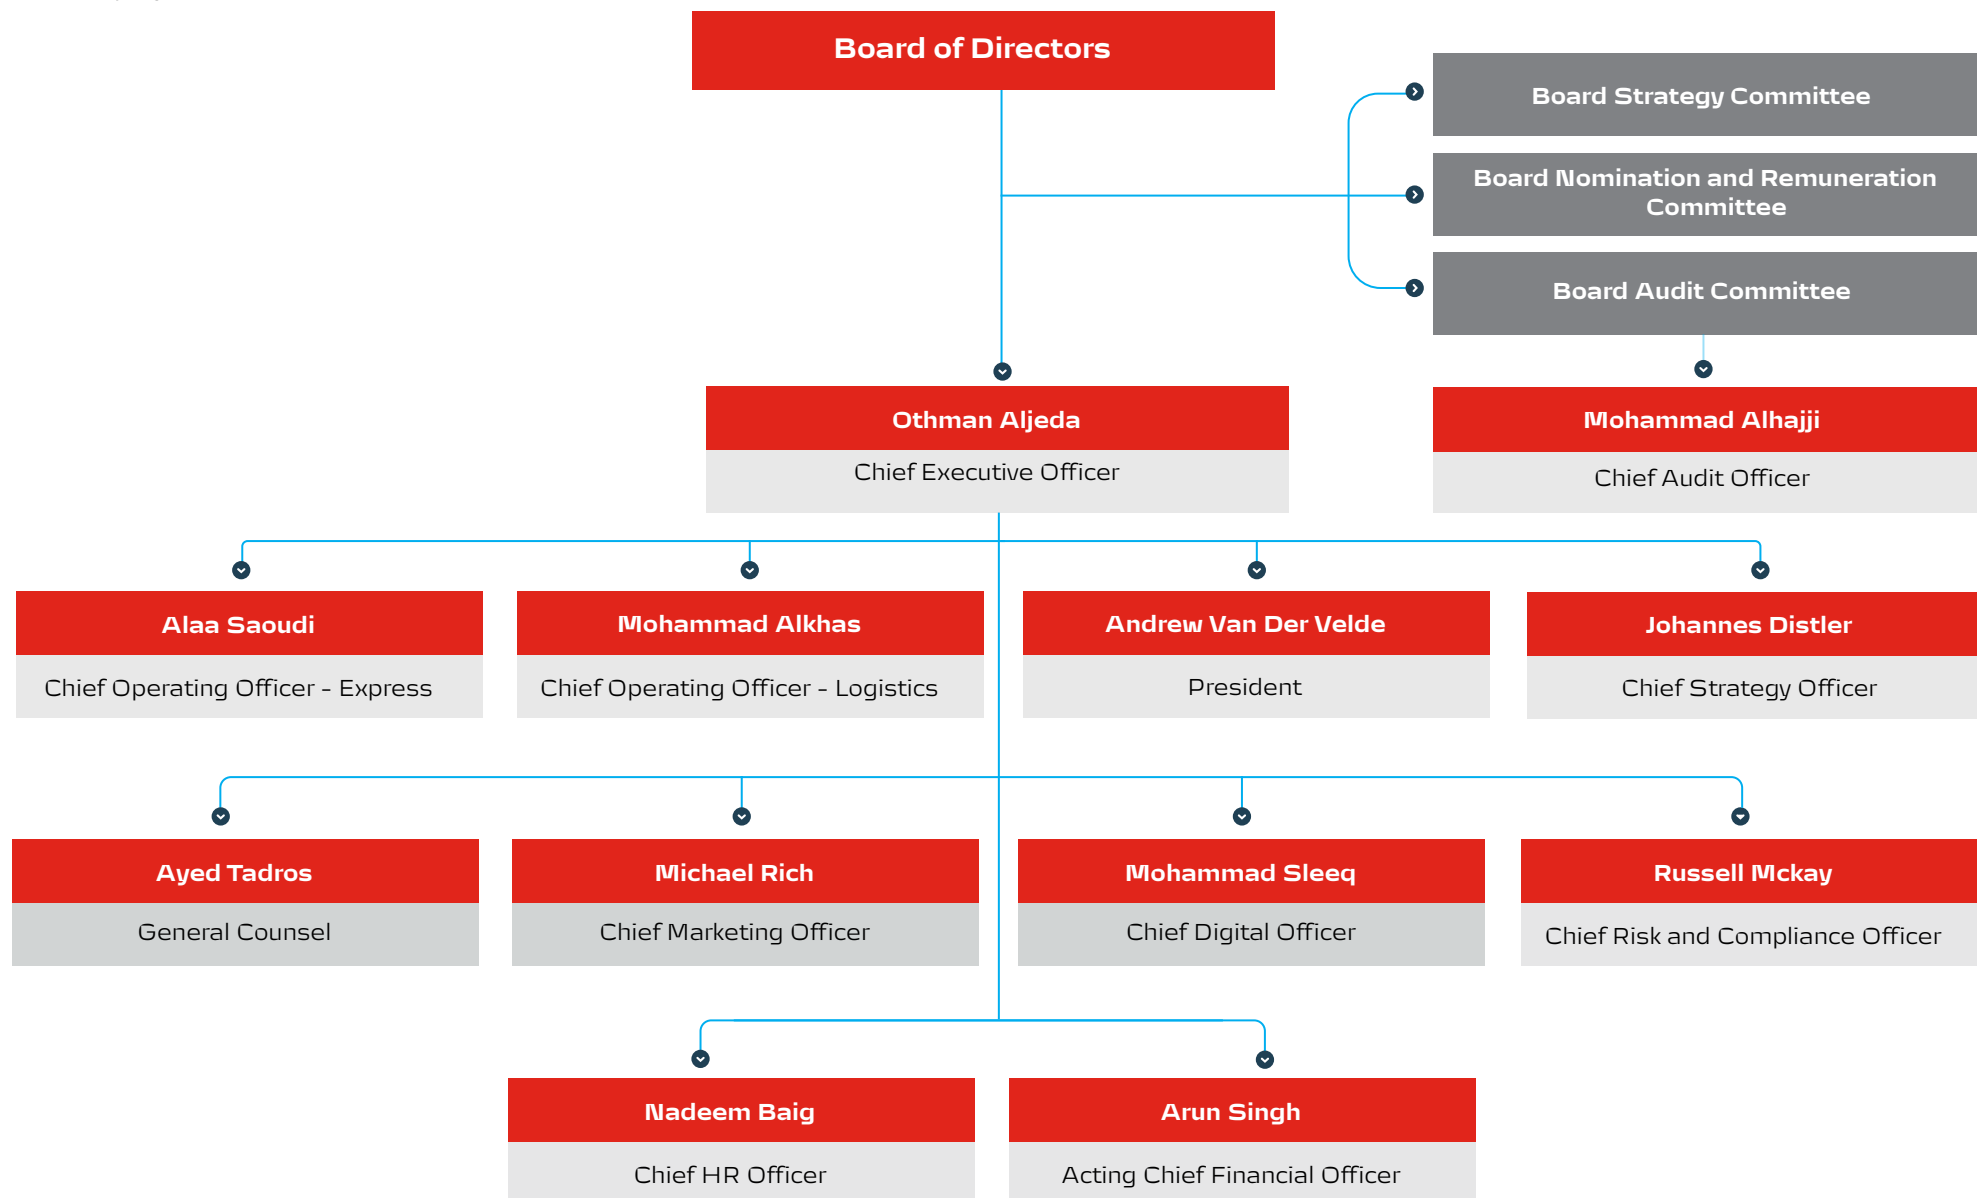 Board of Directors
Board Strategy Committee
Board Nomination and Remuneration
Committee
Board Audit Committee
Othman Aljeda
Chief Executive Officer
Mohammad Alhajji
Chief Audit Officer
Alaa Saoudi
Chief Operating Officer - Express
Mohammad Alkhas
Chief Operating Officer - Logistics
Andrew Van Der Velde
President
Johannes Distler
Chief Strategy Officer
Ayed Tadros
General Counsel
Michael Rich
Chief Marketing Officer
Mohammad Sleeq
Chief Digital Officer
Russell Mckay
Chief Risk and Compliance Officer
Nadeem Baig
Chief HR Officer
Arun Singh
Acting Chief Financial Officer